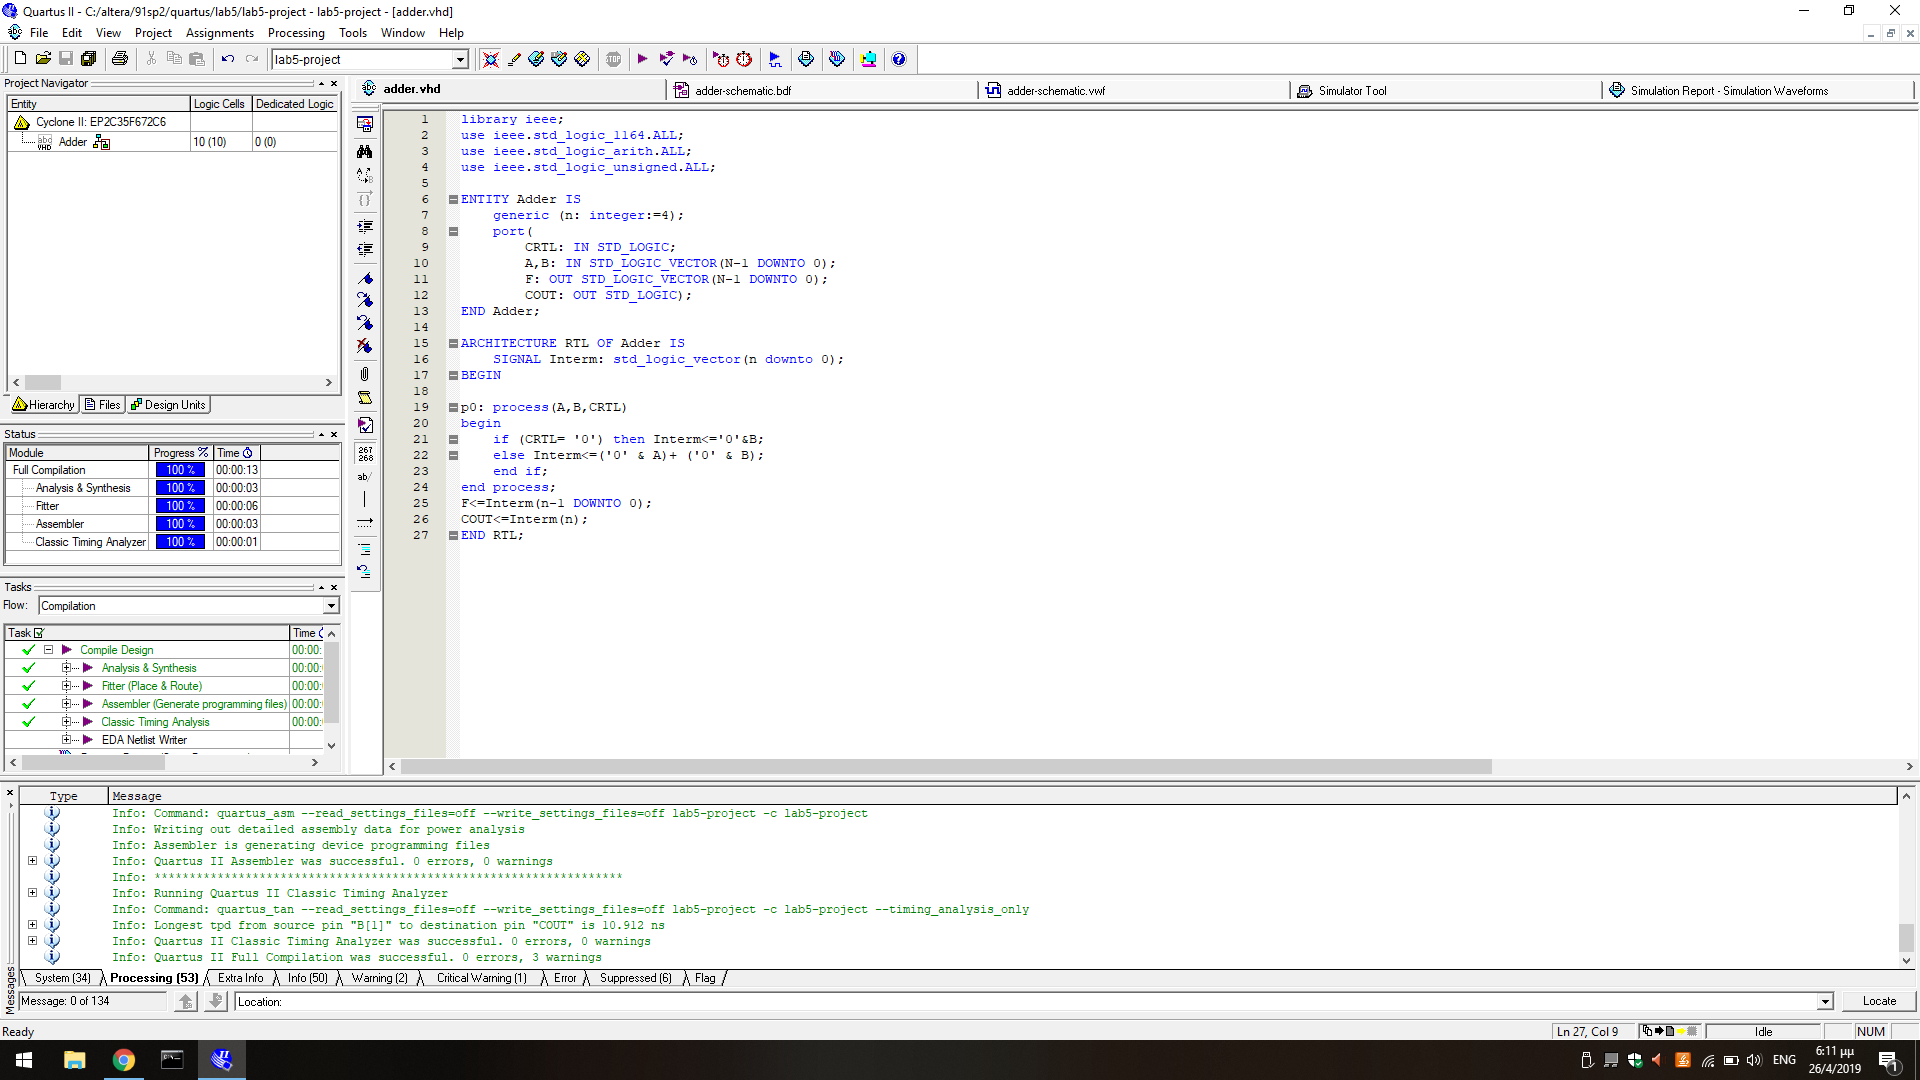 Quartus II - C:/altera/91sp2/quartus/lab5/lab5-project - lab5-project - [adder.vhd]
File Edit View Project Assignments Processing Tools Window Help
lab5-project
Project Navigator
Entity Logic Cells Dedicated Logic
Cyclone II: EP2C35F672C6
Adder 10 (10) 0 (0)
Hierarchy Files Design Units
Status
Module Progress % Time
Full Compilation 100 % 00:00:13
Analysis & Synthesis 100 % 00:00:03
Fitter 100 % 00:00:06
Assembler 100 % 00:00:03
Classic Timing Analyzer 100 % 00:00:01
Tasks
Flow: Compilation
Task Time
Compile Design 00:00:
Analysis & Synthesis 00:00:
Fitter (Place & Route) 00:00:
Assembler (Generate programming files) 00:00:
Classic Timing Analysis 00:00:
EDA Netlist Writer
adder.vhd adder-schematic.bdf adder-schematic.vwf Simulator Tool Simulation Report - Simulation Waveforms
1 library ieee;
2 use ieee.std_logic_1164.ALL;
3 use ieee.std_logic_arith.ALL;
4 use ieee.std_logic_unsigned.ALL;
5
6 ENTITY Adder IS
7 generic (n: integer:=4);
8 port(
9 CRTL: IN STD_LOGIC;
10 A,B: IN STD_LOGIC_VECTOR(N-1 DOWNTO 0);
11 F: OUT STD_LOGIC_VECTOR(N-1 DOWNTO 0);
12 COUT: OUT STD_LOGIC);
13 END Adder;
14
15 ARCHITECTURE RTL OF Adder IS
16 SIGNAL Interm: std_logic_vector(n downto 0);
17 BEGIN
18
19 p0: process(A,B,CRTL)
20 begin
21 if (CRTL= '0') then Interm<='0'&B;
22 else Interm<=('0' & A)+ ('0' & B);
23 end if;
24 end process;
25 F<=Interm(n-1 DOWNTO 0);
26 COUT<=Interm(n);
27 END RTL;
Type Message
Info: Command: quartus_asm --read_settings_files=off --write_settings_files=off lab5-project -c lab5-project
Info: Writing out detailed assembly data for power analysis
Info: Assembler is generating device programming files
Info: Quartus II Assembler was successful. 0 errors, 0 warnings
Info: *******************************************************************
Info: Running Quartus II Classic Timing Analyzer
Info: Command: quartus_tan --read_settings_files=off --write_settings_files=off lab5-project -c lab5-project --timing_analysis_only
Info: Longest tpd from source pin "B[1]" to destination pin "COUT" is 10.912 ns
Info: Quartus II Classic Timing Analyzer was successful. 0 errors, 0 warnings
Info: Quartus II Full Compilation was successful. 0 errors, 3 warnings
System (34) Processing (53) Extra Info Info (50) Warning (2) Critical Warning (1) Error Suppressed (6) Flag
Messages
Message: 0 of 134 Location: Locate
Ready Ln 27, Col 9 Idle NUM
ENG 6:11 μμ
26/4/2019
1